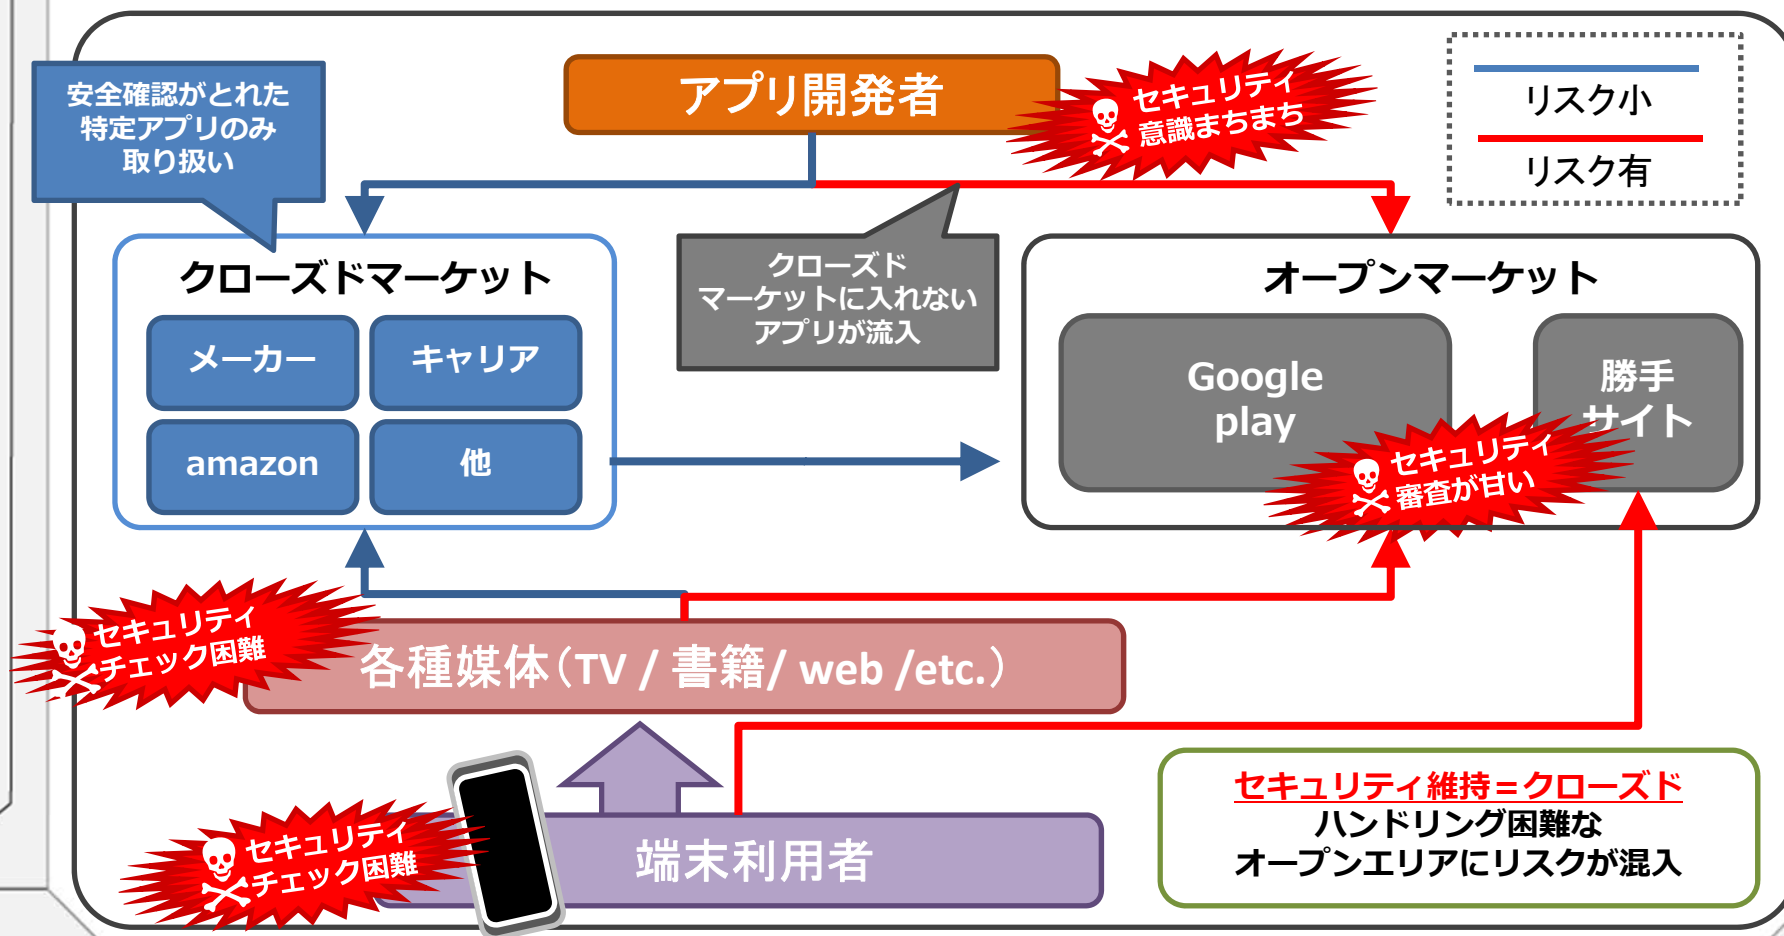 アプリ開発者
セキュリティ
意識まちまち
リスク小
リスク有
安全確認がとれた
特定アプリのみ
取り扱い
クローズド
マーケットに入れない
アプリが流入
クローズドマーケット
メーカー
キャリア
amazon
他
オープンマーケット
Google
play
勝手
サイト
セキュリティ
審査が甘い
セキュリティ
チェック困難
各種媒体（TV / 書籍/ web /etc.）
セキュリティ
チェック困難
端末利用者
セキュリティ維持＝クローズド
ハンドリング困難な
オープンエリアにリスクが混入